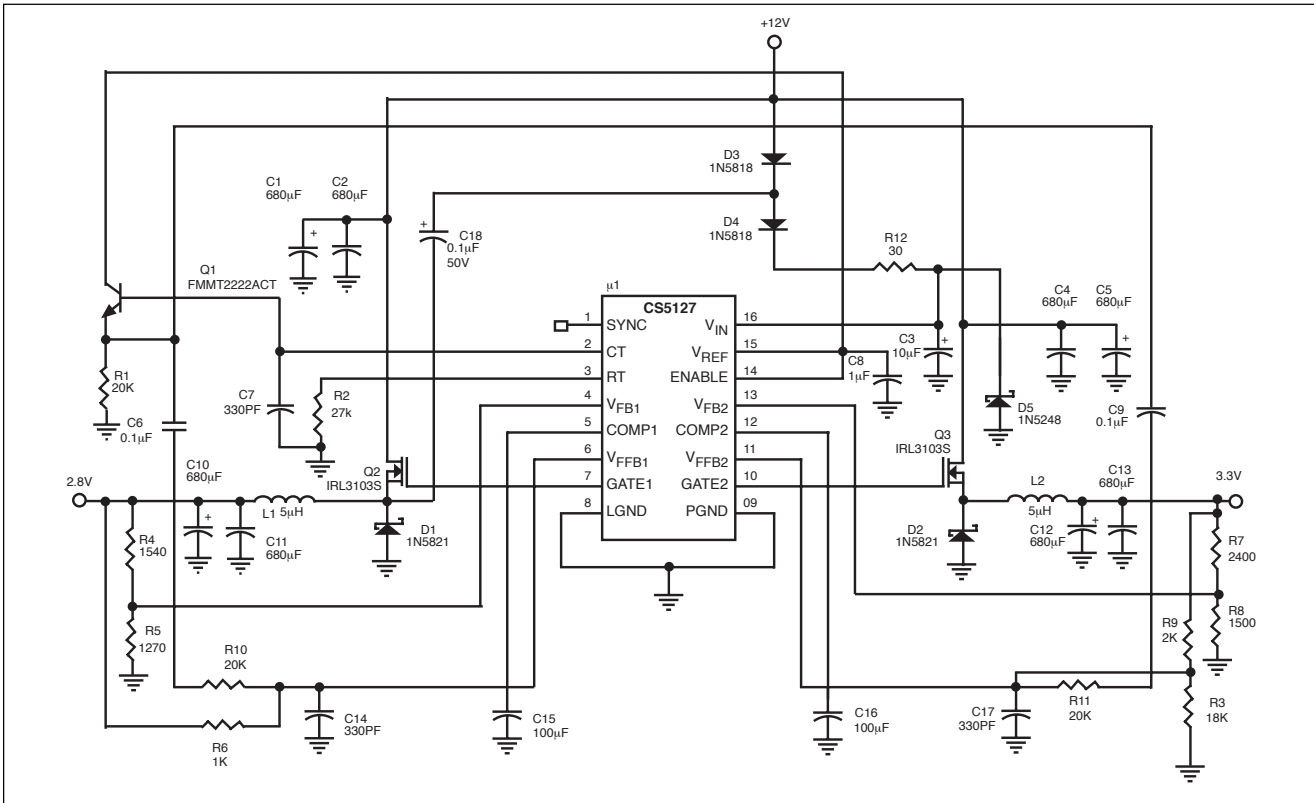 +12V
D3
1N5818
C1
680µF
C2
680µF
+
+
C18
0.1µF
50V
D4
1N5818
R12
30
Q1
FMMT2222ACT
µ1
CS5127
C4
680µF
C5
680µF
+
1
SYNC
VIN
16
C3
10µF
+
2
CT
VREF
15
C8
1µF
3
RT
ENABLE
14
R1
20K
C7
330PF
R2
27k
4
VFB1
VFB2
13
D5
1N5248
C9
0.1µF
C6
0.1µF
5
COMP1
COMP2
12
Q3
IRL3103S
6
VFFB1
VFFB2
11
C10
680µF
Q2
IRL3103S
7
GATE1
GATE2
10
2.8V
L1
5µH
L2
5µH
C13
680µF
3.3V
8
LGND
PGND
09
+
C11
680µF
D1
1N5821
D2
1N5821
C12
680µF
+
R4
1540
R7
2400
R5
1270
R9
2K
R8
1500
R10
20K
R6
1K
C14
330PF
C15
100µF
C16
100µF
C17
330PF
R11
20K
R3
18K